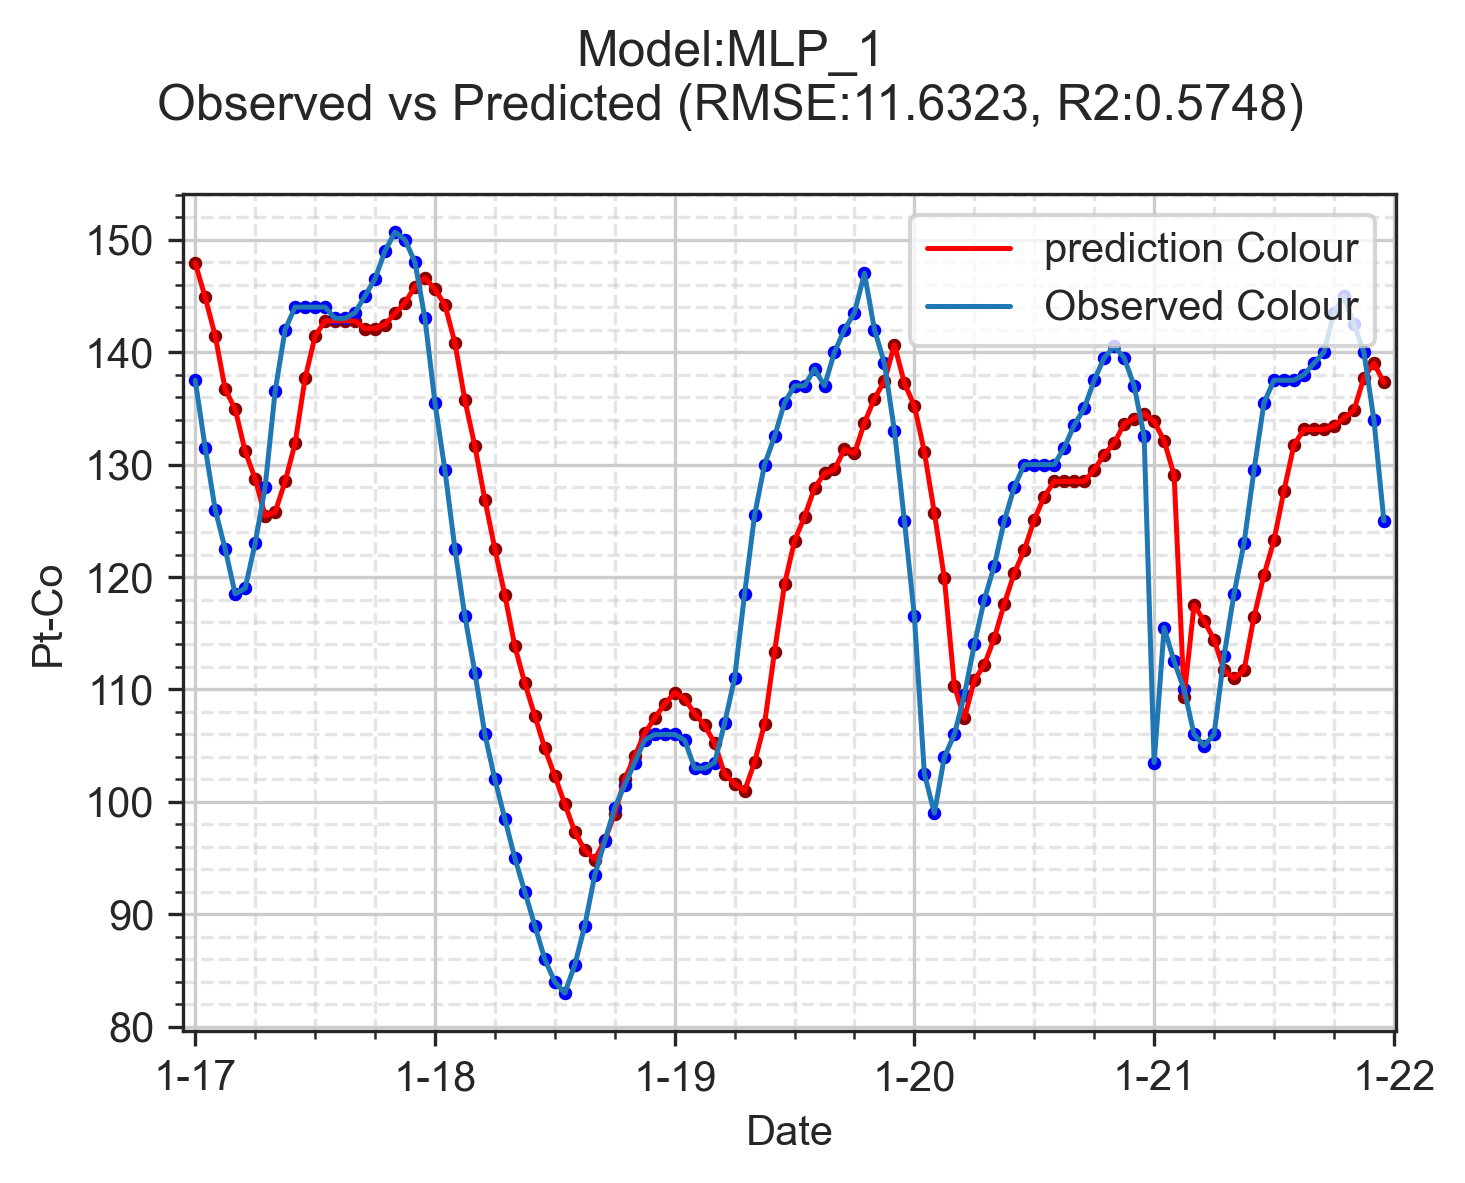 Model:MLP_1
Observed vs Predicted (RMSE:11.6323, R2:0.5748)
prediction Colour
Observed Colour
150
140
130
120
110
100
90
80
Pt-Co
1-17
1-18
1-19
1-20
1-21
1-22
Date